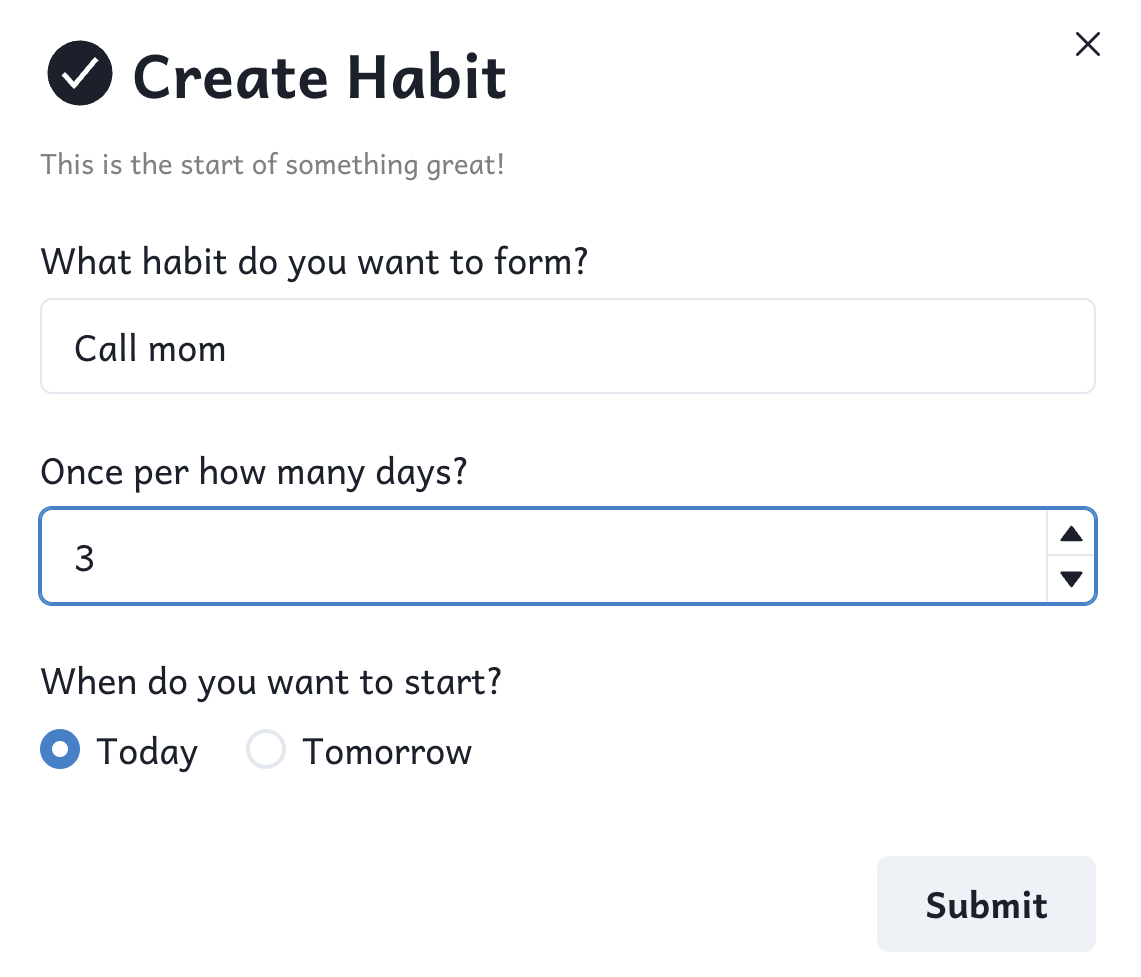 Create Habit
This is the start of something great!
What habit do you want to form?
Call mom
Once per how many days?
3
When do you want to start?
Today Tomorrow
Submit